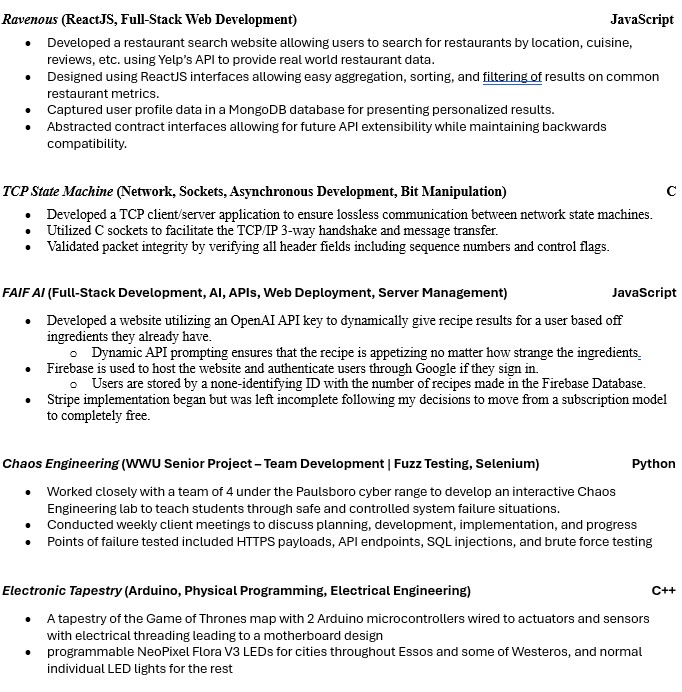 Ravenous (ReactJS, Full-Stack Web Development) JavaScript
• Developed a restaurant search website allowing users to search for restaurants by location, cuisine,
reviews, etc. using Yelp's API to provide real world restaurant data.
• Designed using ReactJS interfaces allowing easy aggregation, sorting, and filtering of results on common
restaurant metrics.
• Captured user profile data in a MongoDB database for presenting personalized results.
• Abstracted contract interfaces allowing for future API extensibility while maintaining backwards
compatibility.
TCP State Machine (Network, Sockets, Asynchronous Development, Bit Manipulation) C
• Developed a TCP client/server application to ensure lossless communication between network state machines.
• Utilized C sockets to facilitate the TCP/IP 3-way handshake and message transfer.
• Validated packet integrity by verifying all header fields including sequence numbers and control flags.
FAIF AI (Full-Stack Development, AI, APIs, Web Deployment, Server Management) JavaScript
• Developed a website utilizing an OpenAI API key to dynamically give recipe results for a user based off
ingredients they already have.
o Dynamic API prompting ensures that the recipe is appetizing no matter how strange the ingredients.
• Firebase is used to host the website and authenticate users through Google if they sign in.
o Users are stored by a none-identifying ID with the number of recipes made in the Firebase Database.
• Stripe implementation began but was left incomplete following my decisions to move from a subscription model
to completely free.
Chaos Engineering (WWU Senior Project – Team Development | Fuzz Testing, Selenium) Python
• Worked closely with a team of 4 under the Paulsboro cyber range to develop an interactive Chaos
Engineering lab to teach students through safe and controlled system failure situations.
• Conducted weekly client meetings to discuss planning, development, implementation, and progress
• Points of failure tested included HTTPS payloads, API endpoints, SQL injections, and brute force testing
Electronic Tapestry (Arduino, Physical Programming, Electrical Engineering) C++
• A tapestry of the Game of Thrones map with 2 Arduino microcontrollers wired to actuators and sensors
with electrical threading leading to a motherboard design
• programmable NeoPixel Flora V3 LEDs for cities throughout Essos and some of Westeros, and normal
individual LED lights for the rest